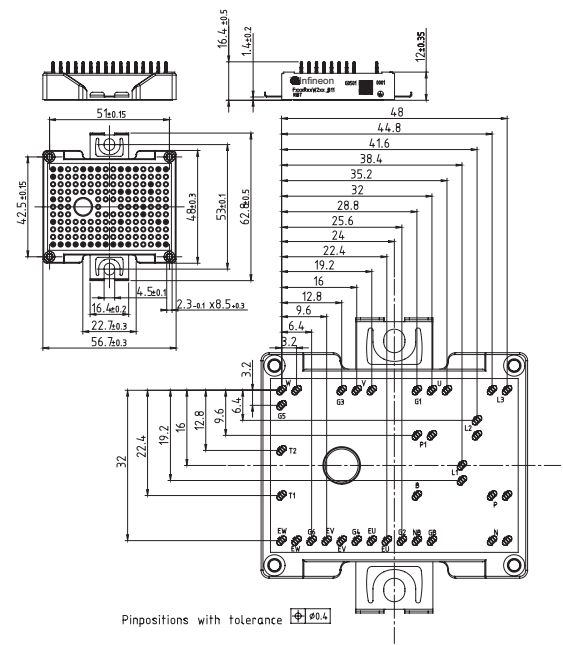 16.4 ±0.5
1.4±0.2
12±0.35
infineon
G0501
0001
51±0.15
42.5 ±0.15
48±0.3
53±0.1
62.8±0.5
4.5±0.1
16.4±0.2
2.3-0.1 x8.5+0.3
22.7±0.3
56.7±0.3
48
44.8
41.6
38.4
35.2
32
28.8
25.6
24
22.4
19.2
16
12.8
9.6
6.4
3.2
3.2
6.4
9.6
12.8
16
19.2
22.4
32
W
G3
V
G1
U
L3
G5
L2
P1
T2
L1
T1
B
P
EW
G6
EV
G4
EU
G2
NB
GB
N
EW
EV
EU
Pinpositions with tolerance ⌖ ø0.4